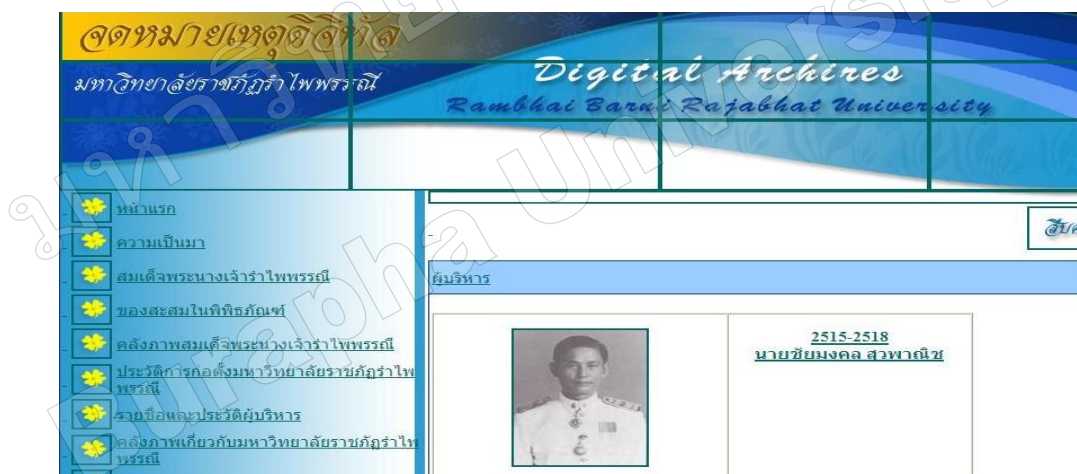 จดหมายเหตุดิจิทัล
มหาวิทยาลัยราชภัฏรำไพพรรณี
Digital Archires
Rambhai Barni Rajabhat University
หน้าแรก
ความเป็นมา
สมเด็จพระนางเจ้ารำไพพรรณี
ของสะสมในพิพิธภัณฑ์
คลังภาพสมเด็จพระนางเจ้ารำไพพรรณี
ประวัติการก่อตั้งมหาวิทยาลัยราชภัฏรำไพ
พรรณี
รายชื่อและประวัติผู้บริหาร
คลังภาพเกี่ยวกับมหาวิทยาลัยราชภัฏรำไพ
พรรณี
ผู้บริหาร
2515-2518
นายชัยมงคล สุวพาณิช
Burapha University